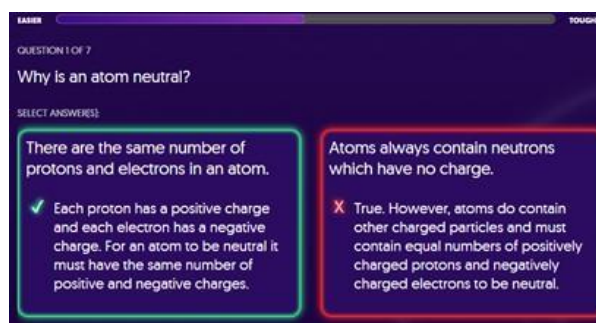 EASIER
TOUGH
QUESTION 1 OF 7
Why is an atom neutral?
SELECT ANSWER(S):
There are the same number of
protons and electrons in an atom.
Each proton has a positive charge
and each electron has a negative
charge. For an atom to be neutral it
must have the same number of
positive and negative charges.
Atoms always contain neutrons
which have no charge.
X True. However, atoms do contain
other charged particles and must
contain equal numbers of positively
charged protons and negatively
charged electrons to be neutral.